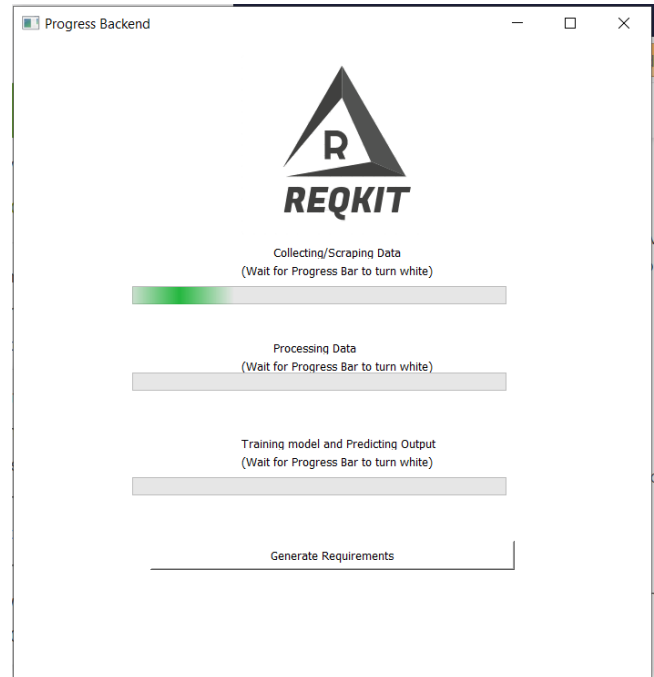 Progress Backend
R
REQKIT
Collecting/Scraping Data
(Wait for Progress Bar to turn white)
Processing Data
(Wait for Progress Bar to turn white)
Training model and Predicting Output
(Wait for Progress Bar to turn white)
Generate Requirements